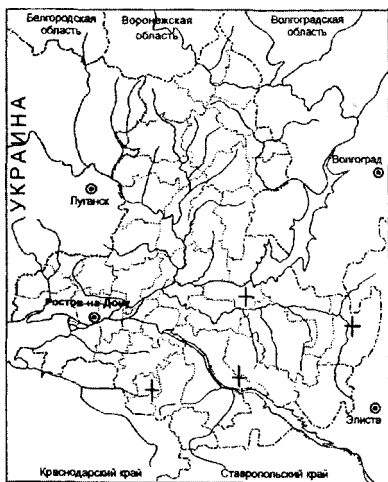 Белгородская область
Воронежская область
Волгоградская область
УКРАИНА
Волгоград
Луганск
Ростов-на-Дону
Элиста
Краснодарский край
Ставропольский край